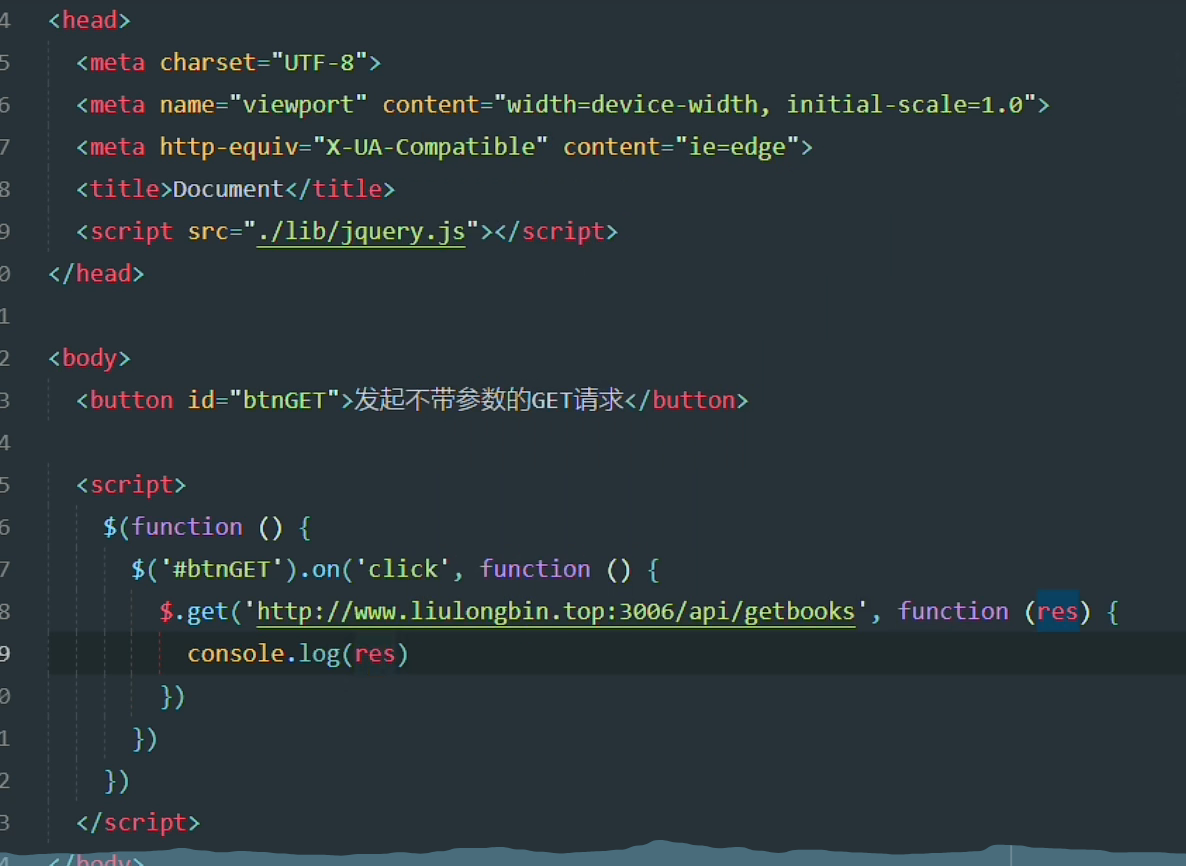 4 <head>
5 <meta charset="UTF-8">
6 <meta name="viewport" content="width=device-width, initial-scale=1.0">
7 <meta http-equiv="X-UA-Compatible" content="ie=edge">
8 <title>Document</title>
9 <script src="./lib/jquery.js"></script>
0 </head>
1
2 <body>
3 <button id="btnGET">发起不带参数的GET请求</button>
4
5 <script>
6 $(function () {
7 $('#btnGET').on('click', function () {
8 $.get('http://www.liulongbin.top:3006/api/getbooks', function (res) {
9 console.log(res)
0 })
1 })
2 })
3 </script>
4 </body>